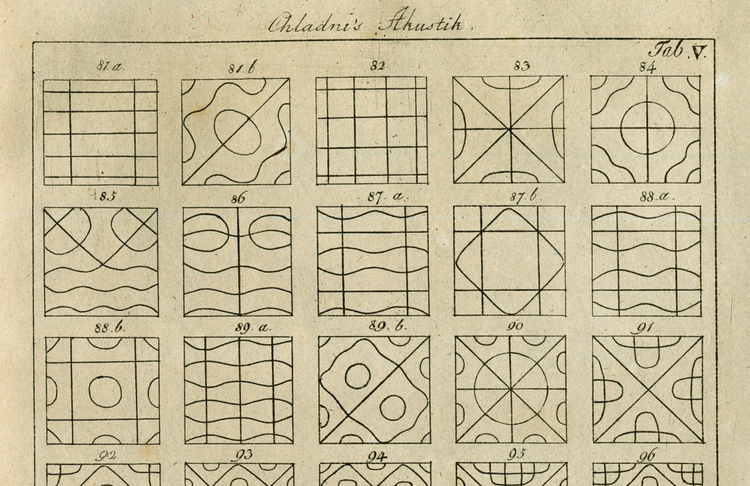 Chladni's Akustik.
Tab. V.
81 a. 81. b 82 83 84
85 86 87. a. 87. b. 88. a.
88. b. 89. a. 89. b. 90 91
92 93 94 95 96